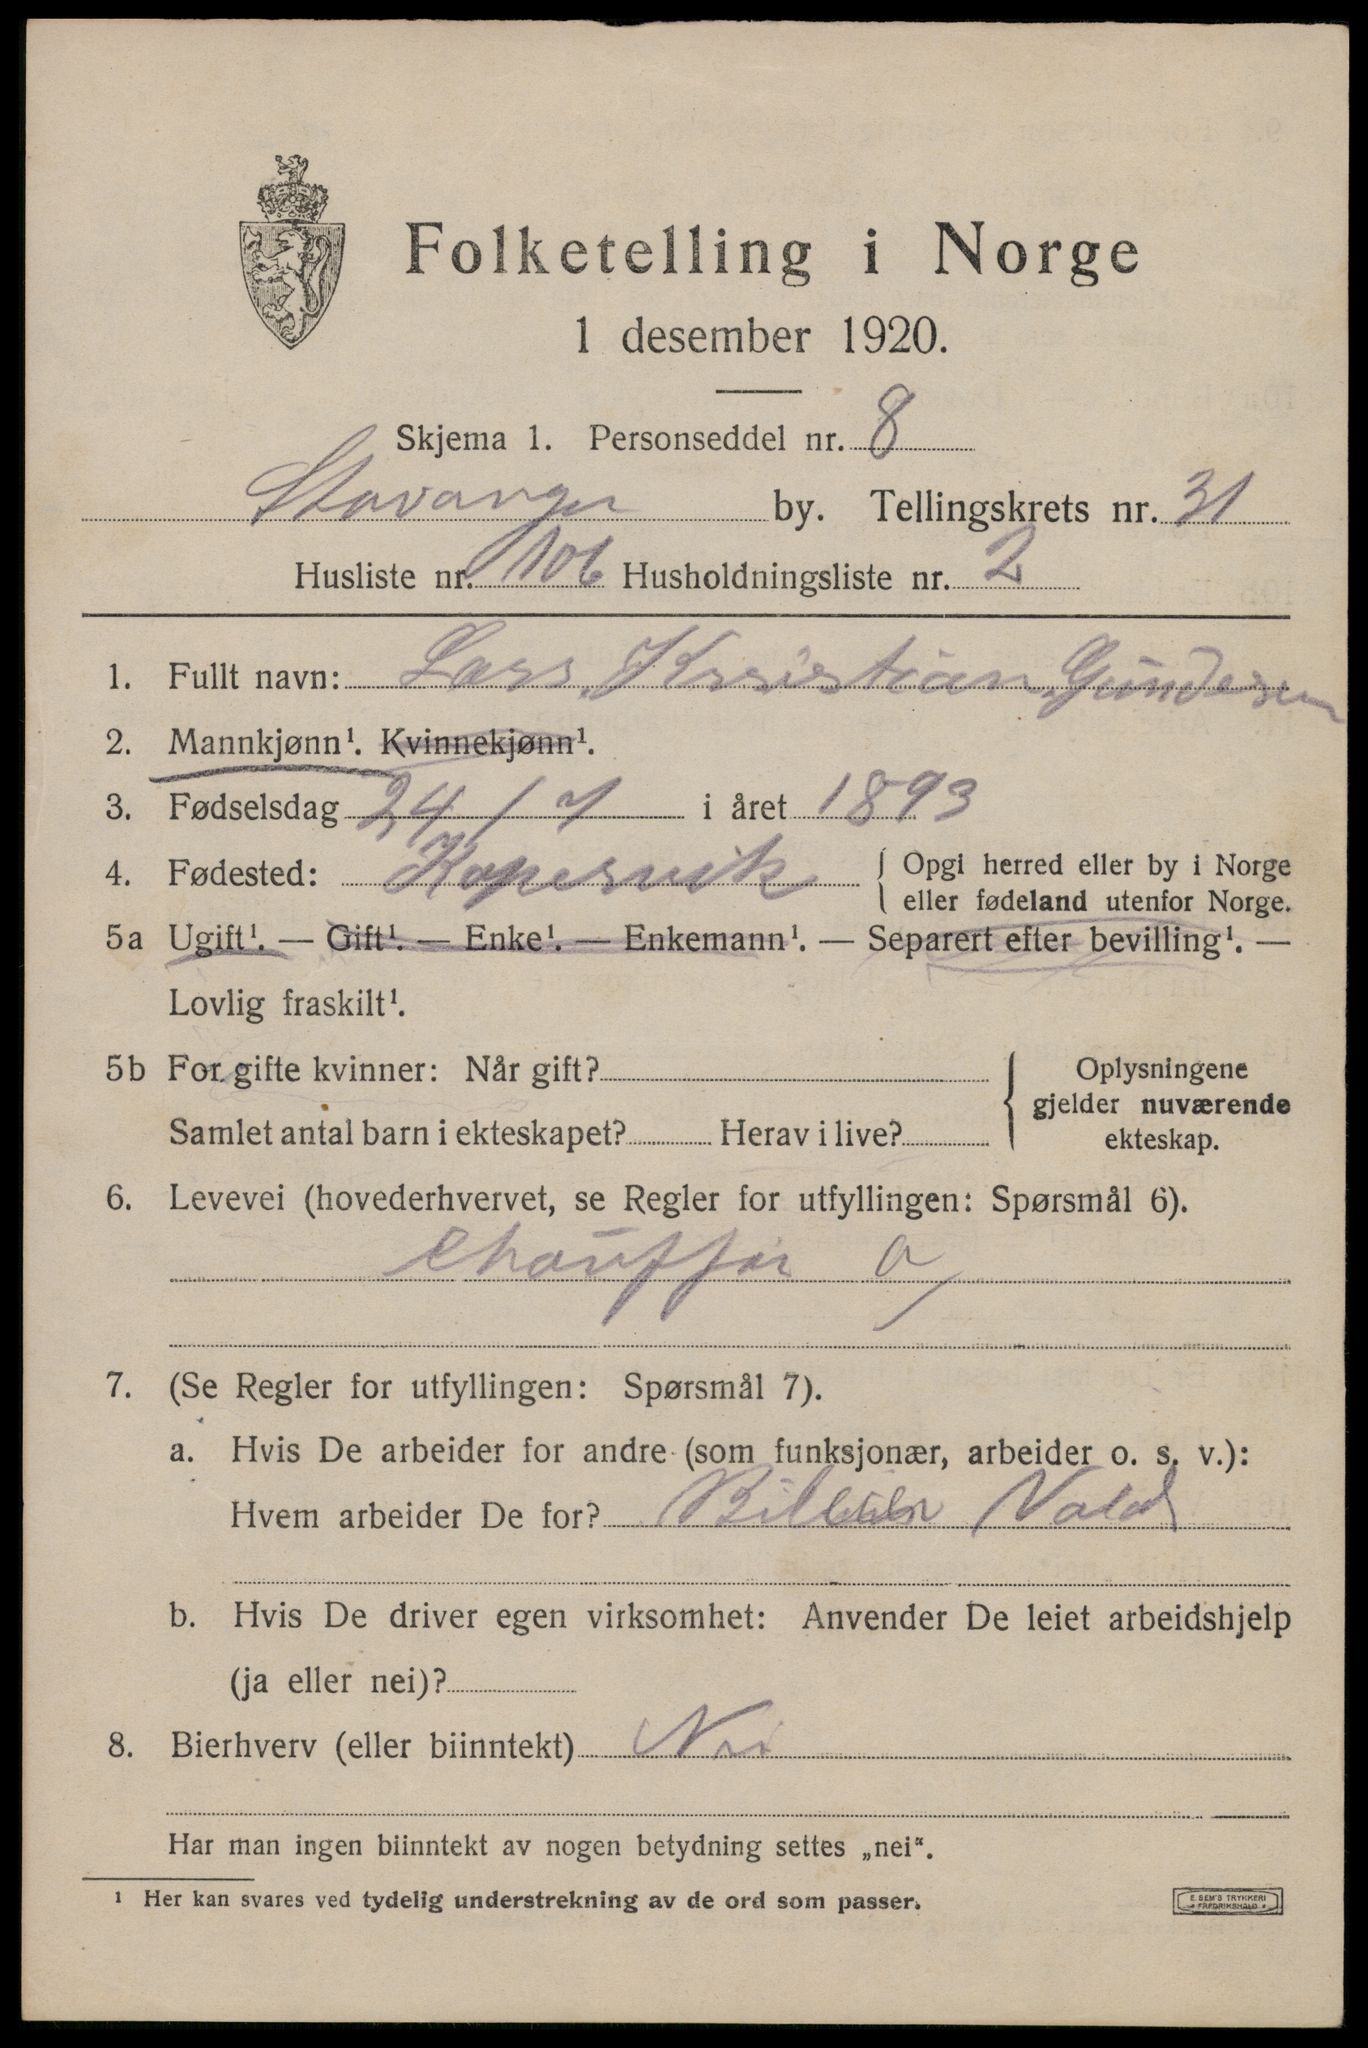 Folketelling i Norge
1 desember 1920.
Skjema 1. Personseddel nr. 8
Stavanger by. Tellingskrets nr. 31
Husliste nr. 106 Husholdningsliste nr. 2
1. Fullt navn: Lars Kristian Gundersen
2. Mannkjønn¹. Kvinnekjønn¹.
3. Fødselsdag 24/7 i året 1893
4. Fødested: Kopervik { Opgi herred eller by i Norge
eller fødeland utenfor Norge.
5a Ugift¹. — Gift¹. — Enke¹. — Enkemann¹. — Separert efter bevilling¹. —
Lovlig fraskilt¹.
5b For gifte kvinner: Når gift?
Samlet antal barn i ekteskapet? Herav i live?
{ Oplysningene
gjelder nuværende
ekteskap.
6. Levevei (hovederhvervet, se Regler for utfyllingen: Spørsmål 6).
Chauffør a
7. (Se Regler for utfyllingen: Spørsmål 7).
a. Hvis De arbeider for andre (som funksjonær, arbeider o. s. v.):
Hvem arbeider De for?
b. Hvis De driver egen virksomhet: Anvender De leiet arbeidshjelp
(ja eller nei)?
8. Bierhverv (eller biinntekt) Nei
Har man ingen biinntekt av nogen betydning settes „nei“.
¹ Her kan svares ved tydelig understrekning av de ord som passer.
E. SEM'S TRYKKERI
FREDRIKSHALD